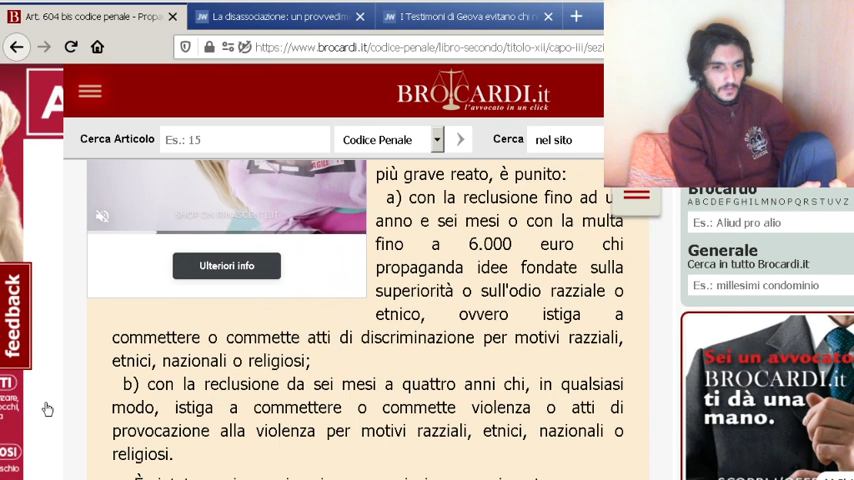 Art. 604 bis codice penale - Propa
La disassociazione: un provvedim
I Testimoni di Geova evitano chi n
https://www.brocardi.it/codice-penale/libro-secondo/titolo-xii/capo-iii/sezi
BROCARDI.it
l'avvocato in un click
Cerca Articolo
Es.: 15
Codice Penale
Cerca
nel sito
più grave reato, è punito:
a) con la reclusione fino ad u
anno e sei mesi o con la multa
fino a 6.000 euro chi
propaganda idee fondate sulla
superiorità o sull'odio razziale o
etnico, ovvero istiga a
commettere o commette atti di discriminazione per motivi razziali,
etnici, nazionali o religiosi;
b) con la reclusione da sei mesi a quattro anni chi, in qualsiasi
modo, istiga a commettere o commette violenza o atti di
provocazione alla violenza per motivi razziali, etnici, nazionali o
religiosi.
Ulteriori info
feedback
Brocardo
A B C D E F G H I L M N O P Q R S T U V Z
Es.: Aliud pro alio
Generale
Cerca in tutto Brocardi.it
Es.: millesimi condominio
Sei un avvocato
BROCARDI.it
ti dà una
mano.